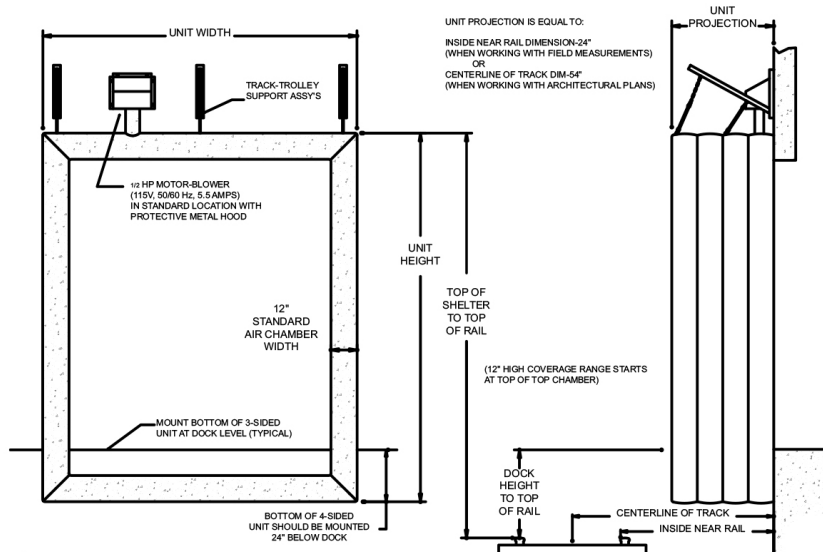 UNIT WIDTH
UNIT PROJECTION IS EQUAL TO:
INSIDE NEAR RAIL DIMENSION-24"
(WHEN WORKING WITH FIELD MEASUREMENTS)
OR
CENTERLINE OF TRACK DIM-54"
(WHEN WORKING WITH ARCHITECTURAL PLANS)
UNIT
PROJECTION
TRACK-TROLLEY
SUPPORT ASSY'S
1/2 HP MOTOR-BLOWER
(115V, 50/60 Hz, 5.5 AMPS)
IN STANDARD LOCATION WITH
PROTECTIVE METAL HOOD
UNIT
HEIGHT
TOP OF
SHELTER
TO TOP
OF RAIL
12"
STANDARD
AIR CHAMBER
WIDTH
(12" HIGH COVERAGE RANGE STARTS
AT TOP OF TOP CHAMBER)
MOUNT BOTTOM OF 3-SIDED
UNIT AT DOCK LEVEL (TYPICAL)
DOCK
HEIGHT
TO TOP
OF RAIL
BOTTOM OF 4-SIDED
UNIT SHOULD BE MOUNTED
24" BELOW DOCK
CENTERLINE OF TRACK
INSIDE NEAR RAIL